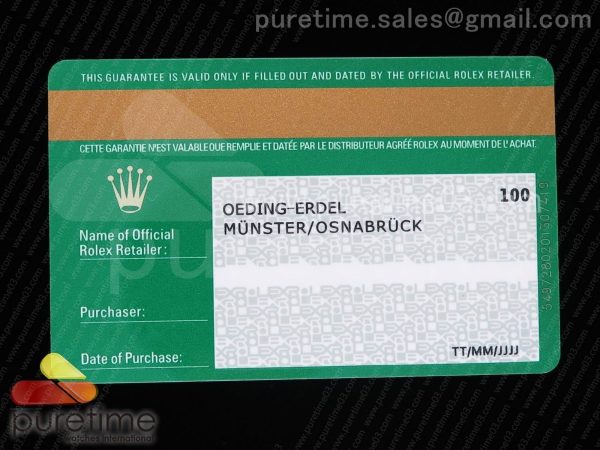 puretime.sales@gmail.com
THIS GUARANTEE IS VALID ONLY IF FILLED OUT AND DATED BY THE OFFICIAL ROLEX RETAILER.
CETTE GARANTIE N'EST VALABLE QUE REMPLIE ET DATÉE PAR LE DISTRIBUTEUR AGRÉÉ ROLEX AU MOMENT DE L'ACHAT.
100
OEDING-ERDEL
MÜNSTER/OSNABRÜCK
Name of Official
Rolex Retailer:
Purchaser:
Date of Purchase:
TT/MM/JJJJ
puretime
watches international